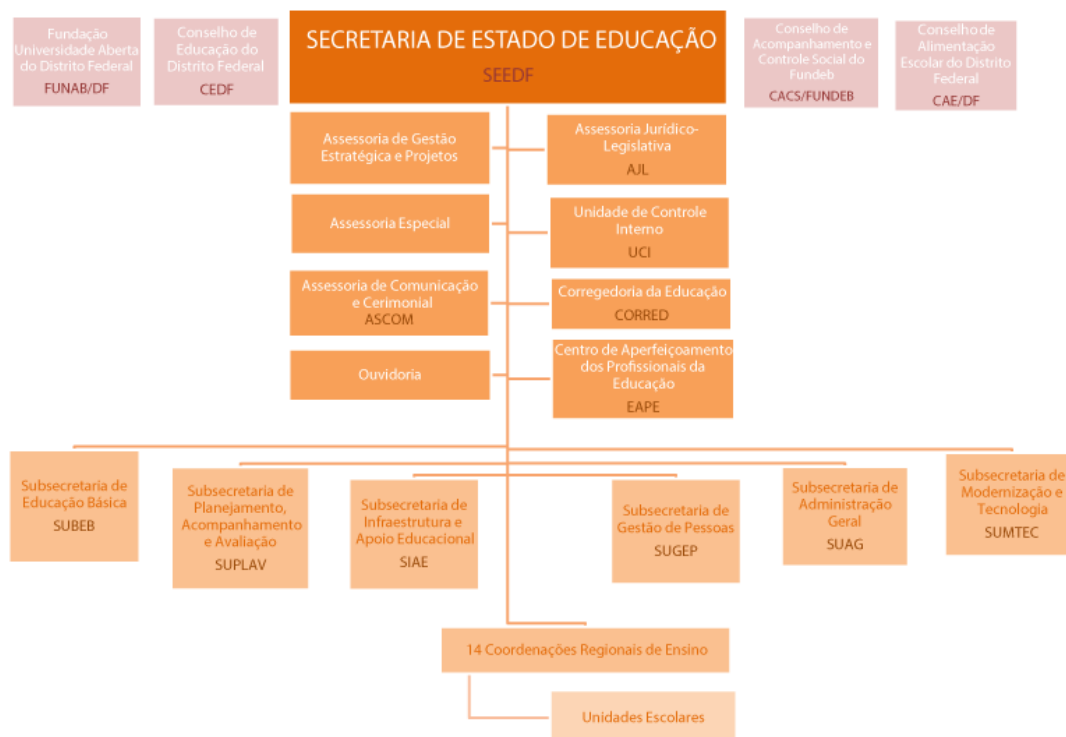 Fundação
Universidade Aberta
do Distrito Federal
FUNAB/DF
Conselho de
Educação do
Distrito Federal
CEDF
SECRETARIA DE ESTADO DE EDUCAÇÃO
SEEDF
Conselho de
Acompanhamento e
Controle Social do
Fundeb
CACS/FUNDEB
Conselho de
Alimentação
Escolar do Distrito
Federal
CAE/DF
Assessoria de Gestão
Estratégica e Projetos
Assessoria Jurídico-
Legislativa
AJL
Assessoria Especial
Unidade de Controle
Interno
UCI
Assessoria de Comunicação
e Cerimonial
ASCOM
Corregedoria da Educação
CORRED
Ouvidoria
Centro de Aperfeiçoamento
dos Profissionais da
Educação
EAPE
Subsecretaria de
Educação Básica
SUBEB
Subsecretaria de
Planejamento,
Acompanhamento
e Avaliação
SUPLAV
Subsecretaria de
Infraestrutura e
Apoio Educacional
SIAE
Subsecretaria de
Gestão de Pessoas
SUGEP
Subsecretaria de
Administração
Geral
SUAG
Subsecretaria de
Modernização e
Tecnologia
SUMTEC
14 Coordenações Regionais de Ensino
Unidades Escolares